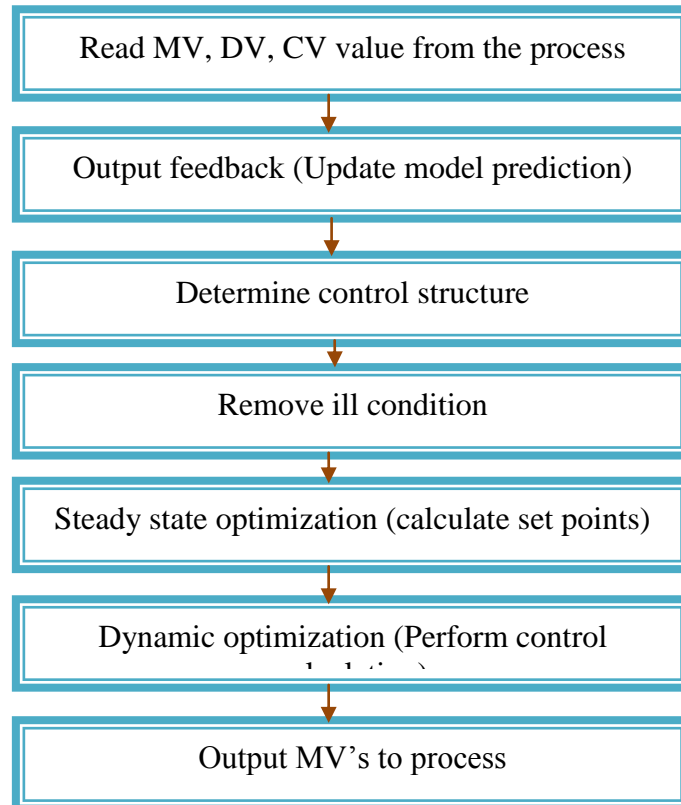 Read MV, DV, CV value from the process
Output feedback (Update model prediction)
Determine control structure
Remove ill condition
Steady state optimization (calculate set points)
Dynamic optimization (Perform control
Output MV’s to process